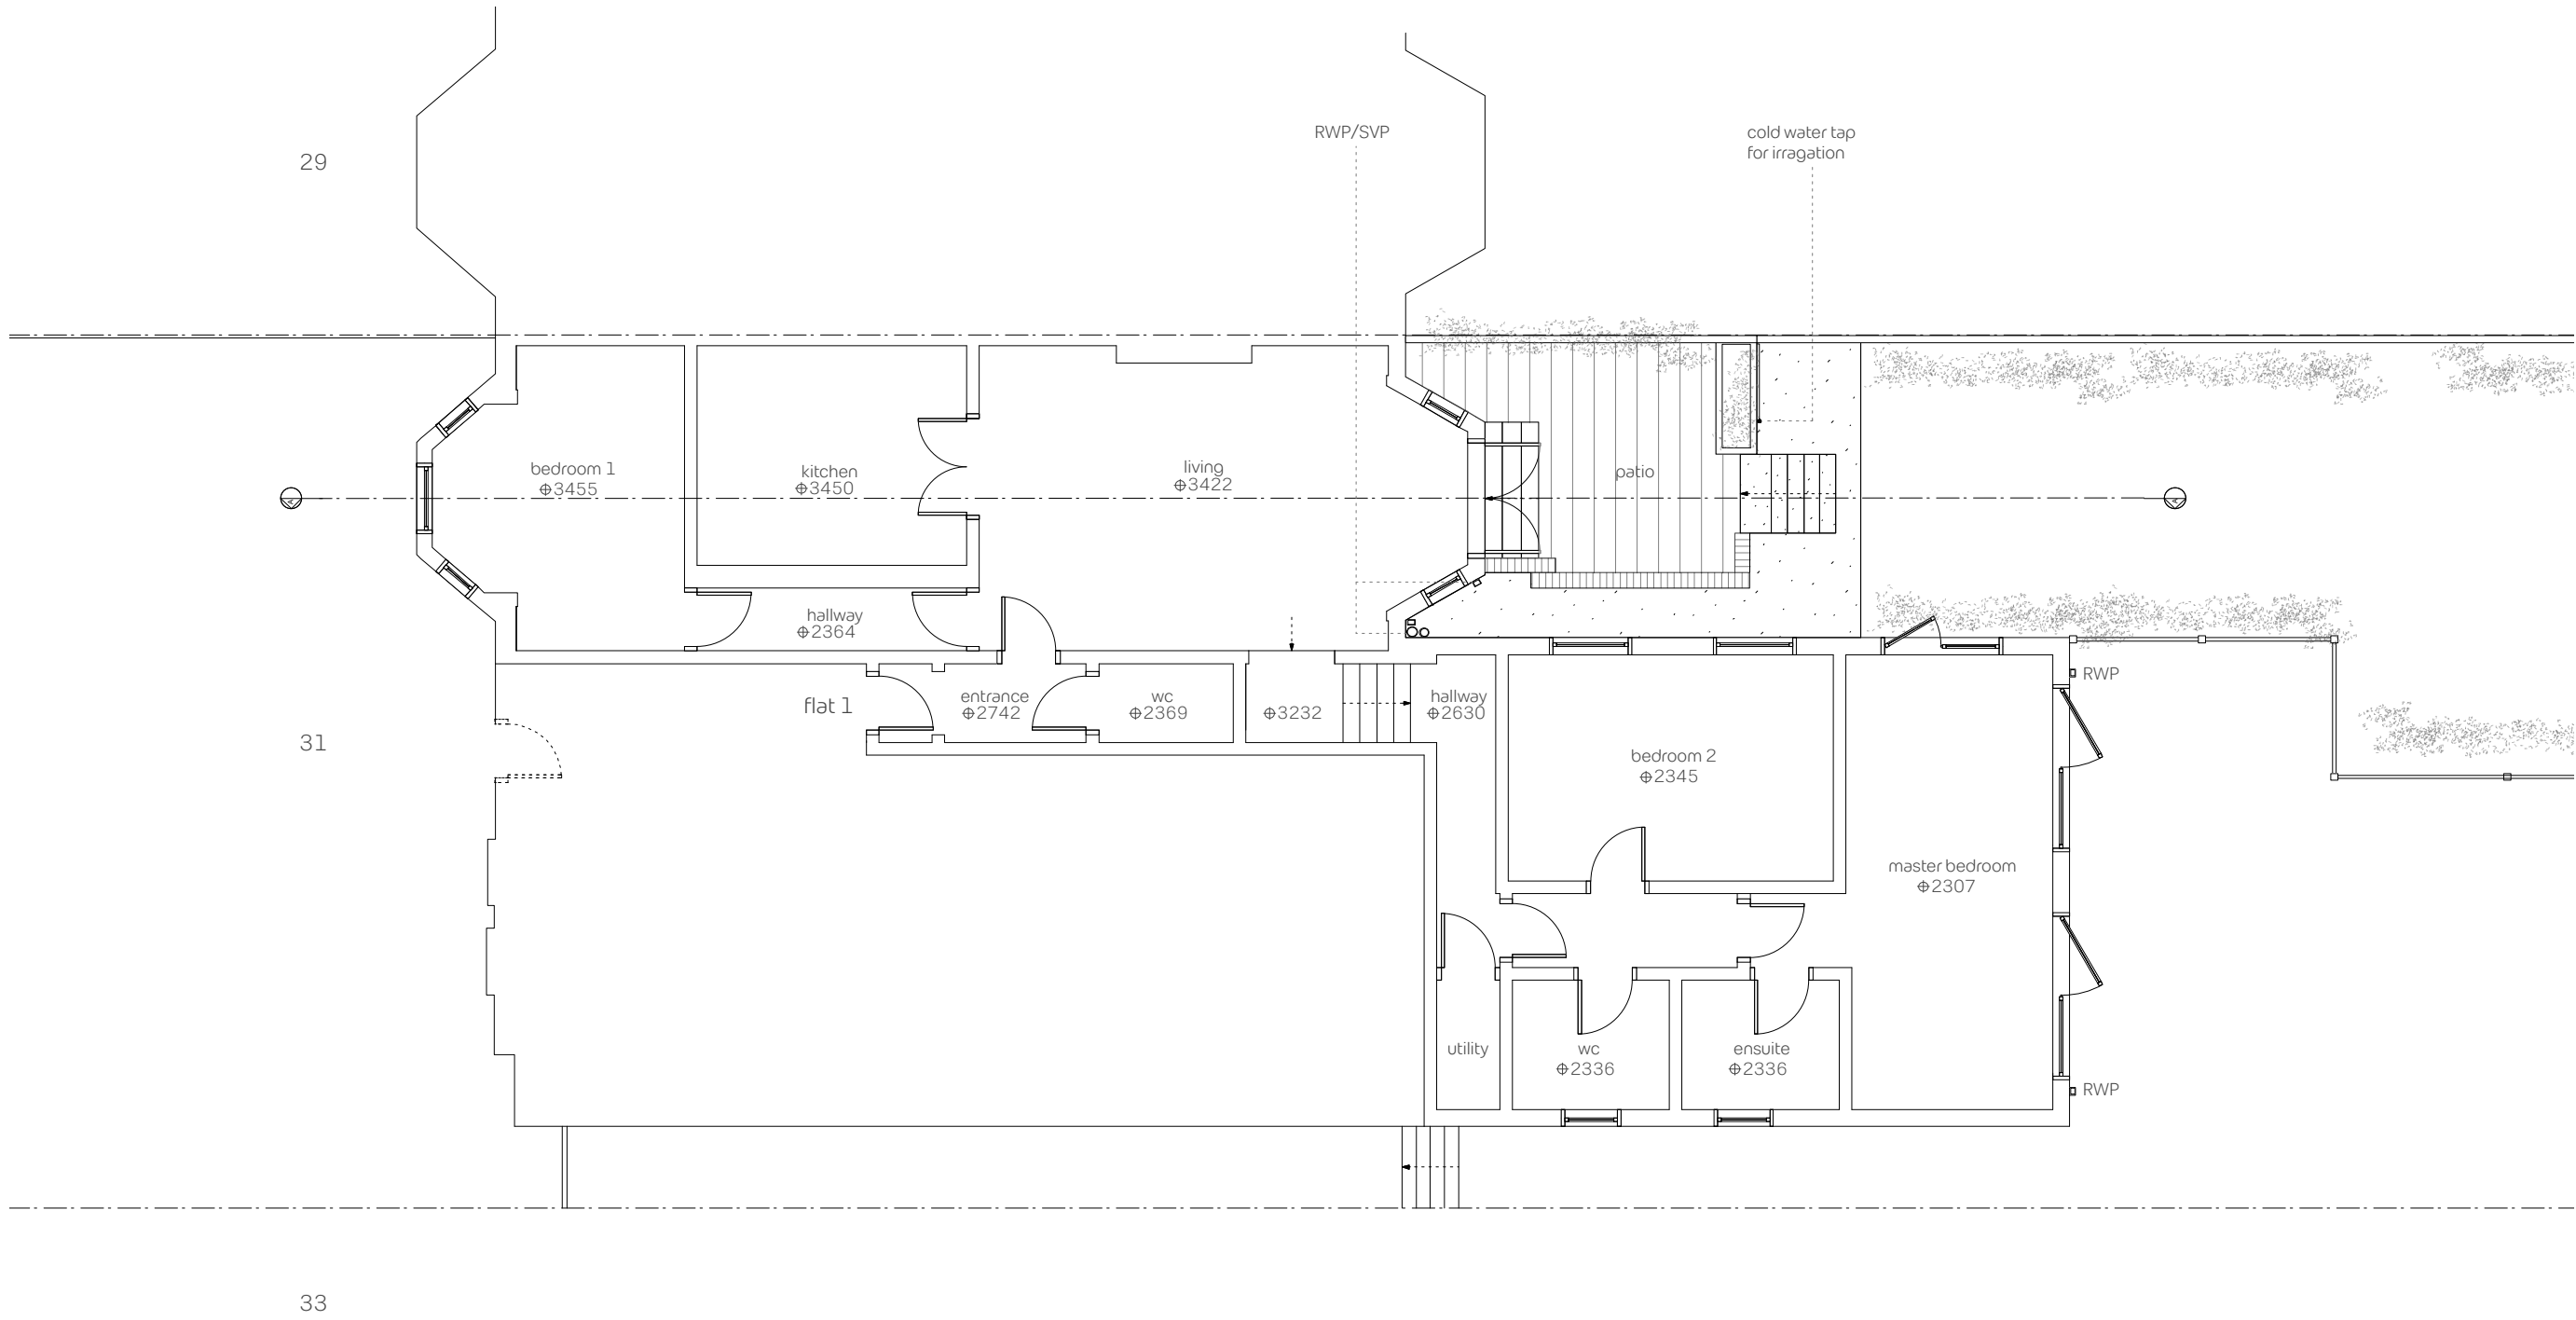 RWP/SVP
cold water tap
for irragation
29
bedroom 1
⌖3455
kitchen
⌖3450
living
⌖3422
patio
hallway
⌖2364
flat 1
entrance
⌖2742
wc
⌖2369
⌖3232
hallway
⌖2630
RWP
31
bedroom 2
⌖2345
master bedroom
⌖2307
utility
wc
⌖2336
ensuite
⌖2336
RWP
33